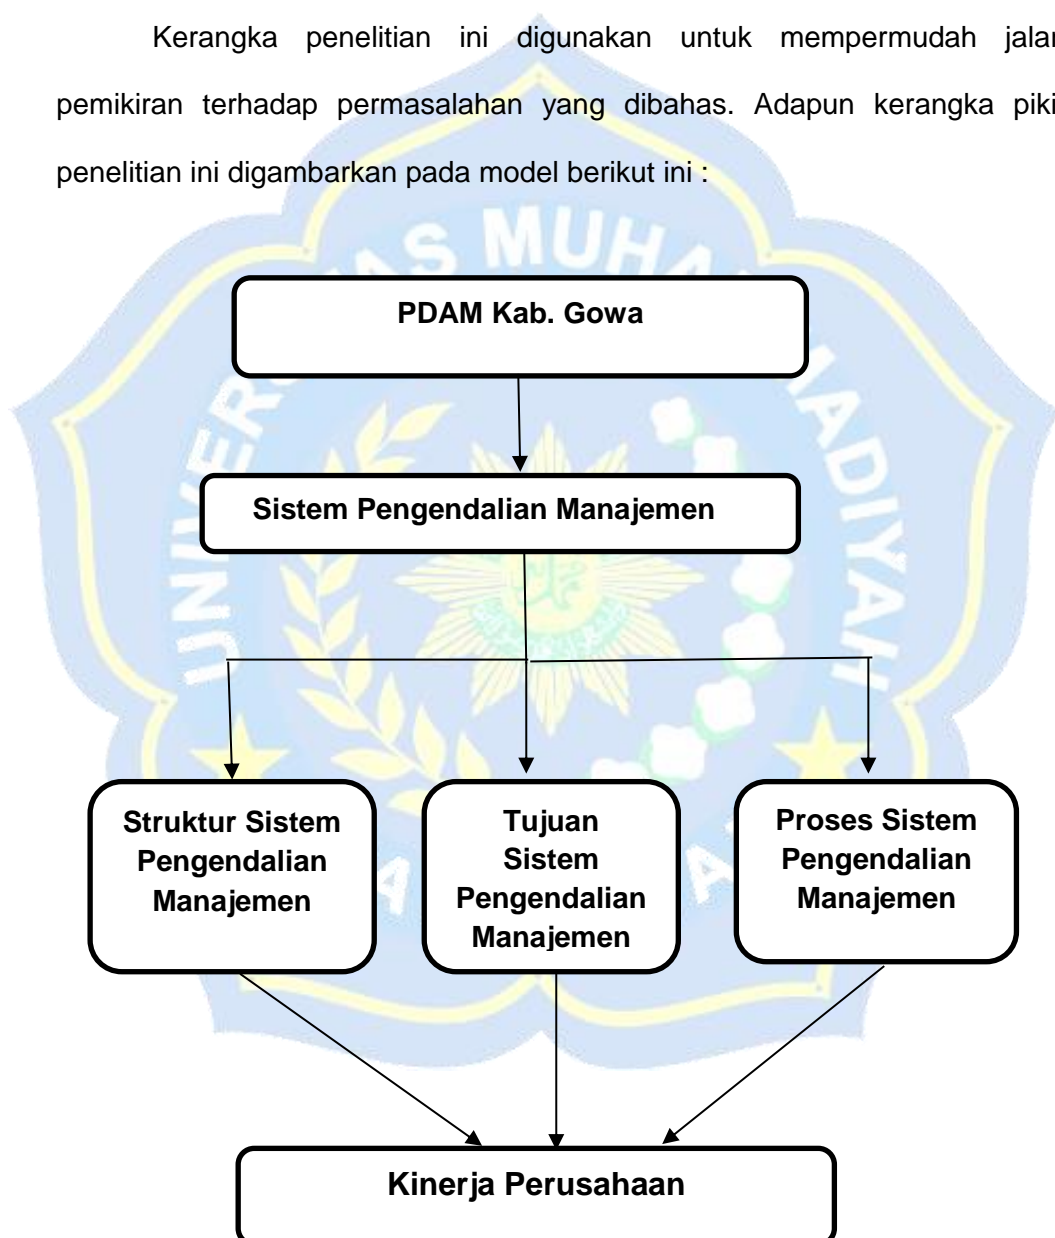 Kerangka penelitian ini digunakan untuk mempermudah jalan
pemikiran terhadap permasalahan yang dibahas. Adapun kerangka piki
penelitian ini digambarkan pada model berikut ini :
PDAM Kab. Gowa
Sistem Pengendalian Manajemen
Struktur Sistem
Pengendalian
Manajemen
Tujuan
Sistem
Pengendalian
Manajemen
Proses Sistem
Pengendalian
Manajemen
Kinerja Perusahaan